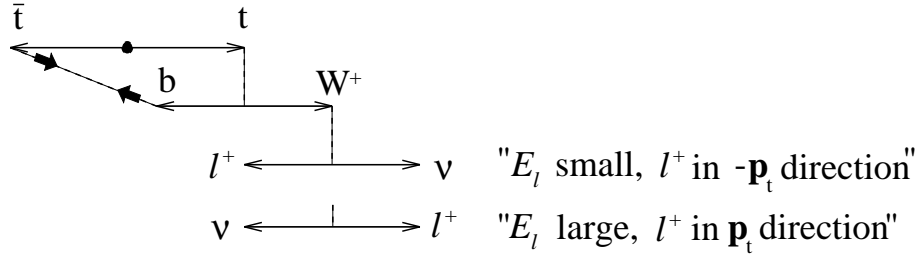 t̄ t
b W⁺
l⁺ ν "E_l small, l⁺ in -p_t direction"
ν l⁺ "E_l large, l⁺ in p_t direction"